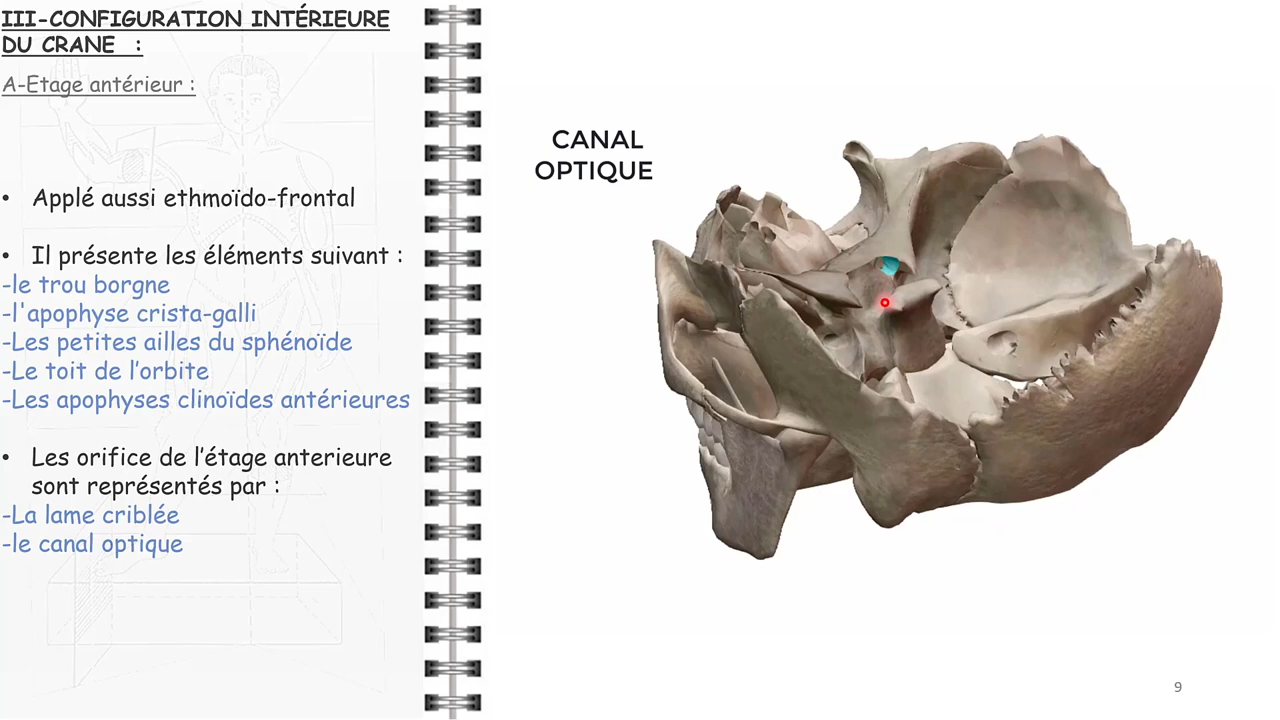 III-CONFIGURATION INTÉRIEURE
DU CRANE :
A-Etage antérieur :
• Applé aussi ethmoïdo-frontal
• Il présente les éléments suivant :
-le trou borgne
-l'apophyse crista-galli
-Les petites ailles du sphénoïde
-Le toit de l’orbite
-Les apophyses clinoïdes antérieures
• Les orifice de l’étage anterieure
sont représentés par :
-La lame criblée
-le canal optique
CANAL
OPTIQUE
9